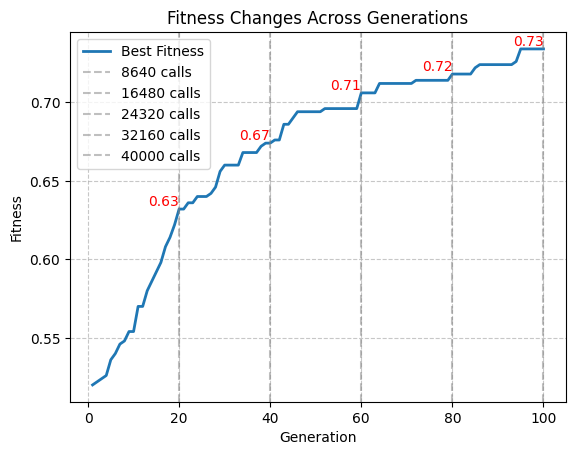 Fitness Changes Across Generations
Best Fitness
8640 calls
16480 calls
24320 calls
32160 calls
40000 calls
0.63
0.67
0.71
0.72
0.73
0.70
0.65
0.60
0.55
Fitness
0
20
40
60
80
100
Generation